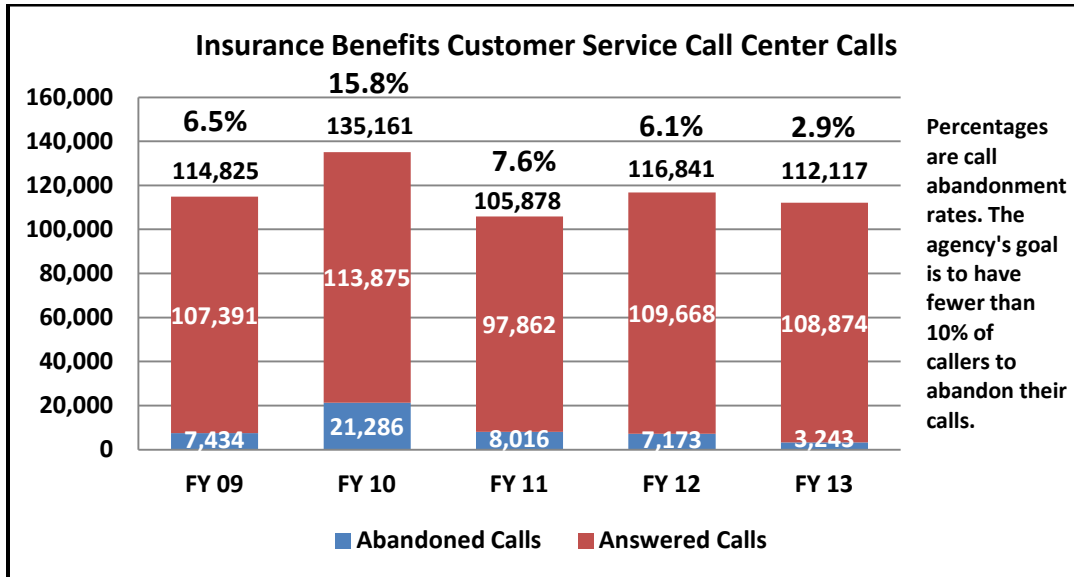 Insurance Benefits Customer Service Call Center Calls
160,000
140,000
120,000
100,000
80,000
60,000
40,000
20,000
0
6.5%
114,825
107,391
7,434
15.8%
135,161
113,875
21,286
7.6%
105,878
97,862
8,016
6.1%
116,841
109,668
7,173
2.9%
112,117
108,874
3,243
FY 09
FY 10
FY 11
FY 12
FY 13
Abandoned Calls
Answered Calls
Percentages
are call
abandonment
rates. The
agency's goal
is to have
fewer than
10% of
callers to
abandon their
calls.